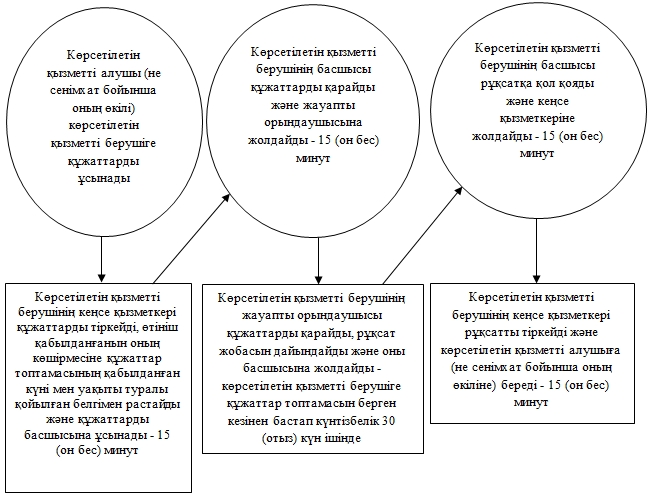 Көрсетілетін
қызметті алушы (не
сенімхат бойынша
оның өкілі)
көрсетілетін
қызметті берушіге
құжаттарды
ұсынады
Көрсетілетін қызметті
берушінің кеңсе қызметкері
құжаттарды тіркейді, өтініш
қабылданғанының оның
көшірмесіне құжаттар
топтамасының қабылданған
күні мен уақыты туралы
қойылған белгімен растайды
және құжаттарды
басшысына ұсынады - 15
(он бес) минут
Көрсетілетін қызметті
берушінің басшысы
құжаттарды қарайды
және жауапты
орындаушысына
жолдайды - 15 (он бес)
минут
Көрсетілетін қызметті берушінің
жауапты орындаушысы
құжаттарды қарайды, рұқсат
жобасын дайындайды және оны
басшысына жолдайды -
көрсетілетін қызметті берушіге
құжаттар топтамасын берген
кезінен бастап күнтізбелік 30
(отыз) күн ішінде
Көрсетілетін қызметті
берушінің басшысы
рұқсатқа қол қояды
және кеңсе
қызметкеріне
жолдайды - 15 (он бес)
минут
Көрсетілетін қызметті
берушінің кеңсе қызметкері
рұқсатты тіркейді және
көрсетілетін қызметті алушыға
(не сенімхат бойынша оның
өкіліне) береді - 15 (он бес)
минут